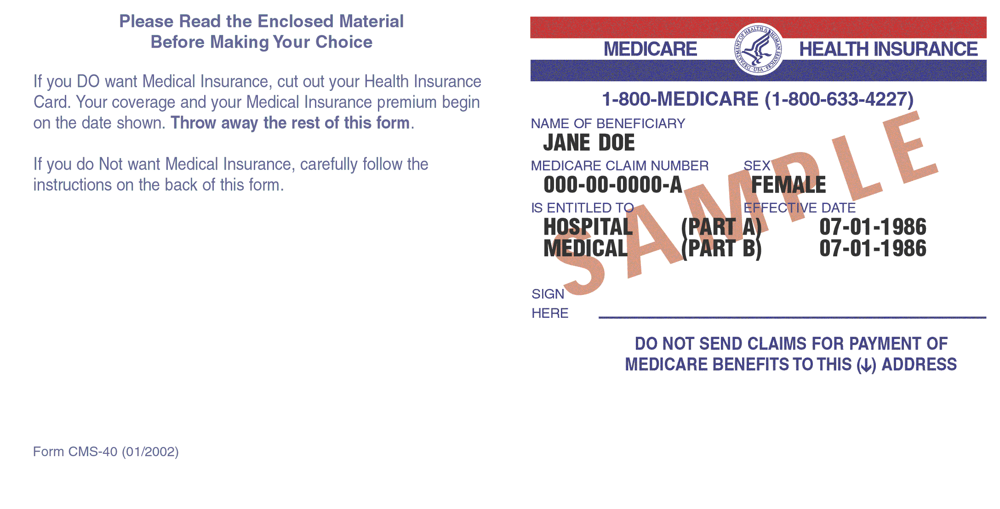 Please Read the Enclosed Material
Before Making Your Choice
If you DO want Medical Insurance, cut out your Health Insurance
Card. Your coverage and your Medical Insurance premium begin
on the date shown. Throw away the rest of this form.
If you do Not want Medical Insurance, carefully follow the
instructions on the back of this form.
Form CMS-40 (01/2002)
MEDICARE HEALTH INSURANCE
DEPARTMENT OF HEALTH & HUMAN SERVICES · USA
1-800-MEDICARE (1-800-633-4227)
NAME OF BENEFICIARY
JANE DOE
MEDICARE CLAIM NUMBER SEX
000-00-0000-A FEMALE
IS ENTITLED TO EFFECTIVE DATE
HOSPITAL (PART A) 07-01-1986
MEDICAL (PART B) 07-01-1986
SAMPLE
SIGN
HERE
DO NOT SEND CLAIMS FOR PAYMENT OF
MEDICARE BENEFITS TO THIS (↓) ADDRESS